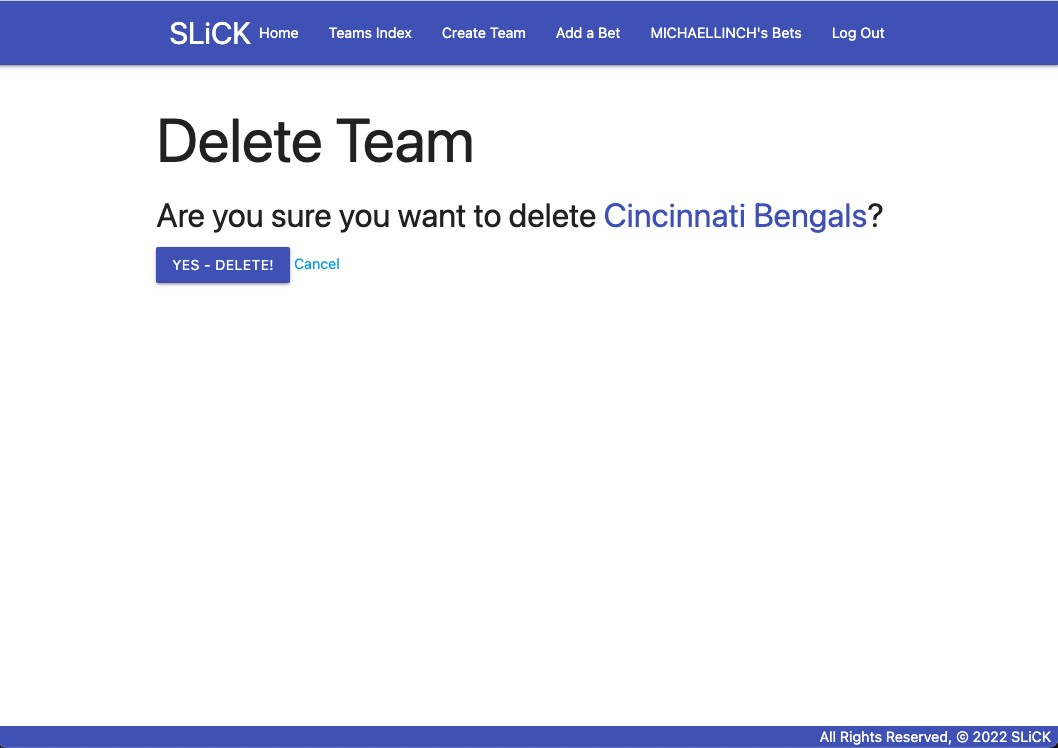 SLiCK Home Teams Index Create Team Add a Bet MICHAELLINCH's Bets Log Out
Delete Team
Are you sure you want to delete Cincinnati Bengals?
YES - DELETE! Cancel
All Rights Reserved, © 2022 SLiCK